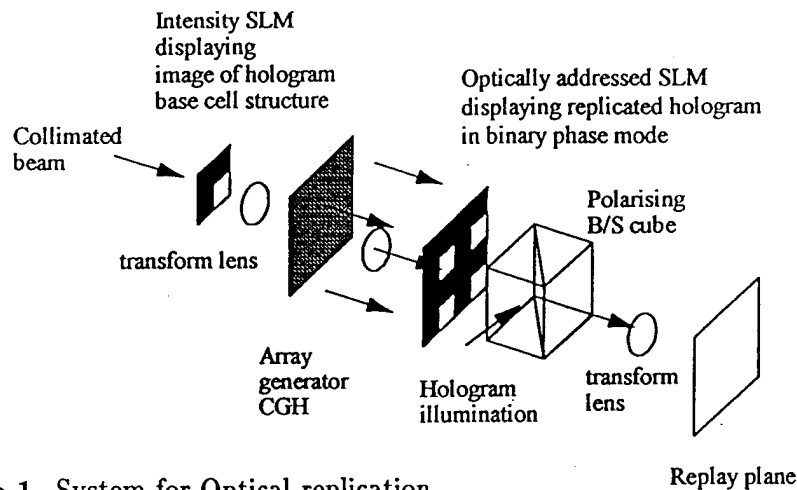 Intensity SLM
displaying
image of hologram
base cell structure
Optically addressed SLM
displaying replicated hologram
in binary phase mode
Collimated
beam
Polarising
B/S cube
transform lens
Array
generator
CGH
Hologram
illumination
transform
lens
Replay plane
1 System for Optical replication